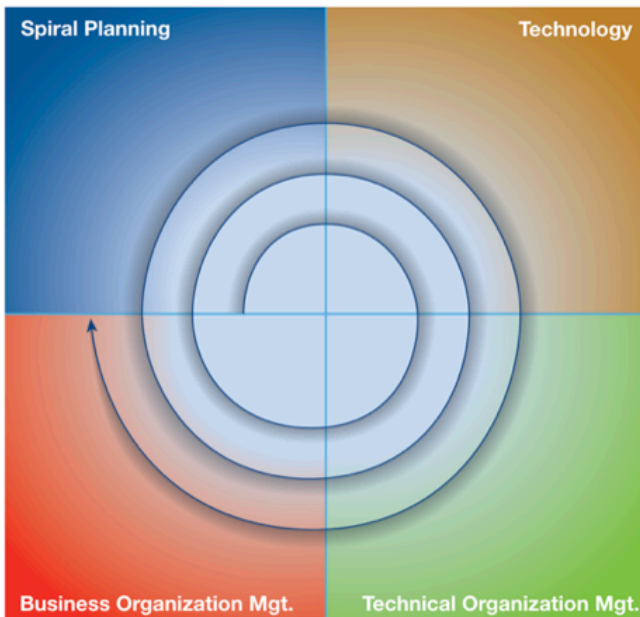 Spiral Planning
Technology
Business Organization Mgt.
Technical Organization Mgt.